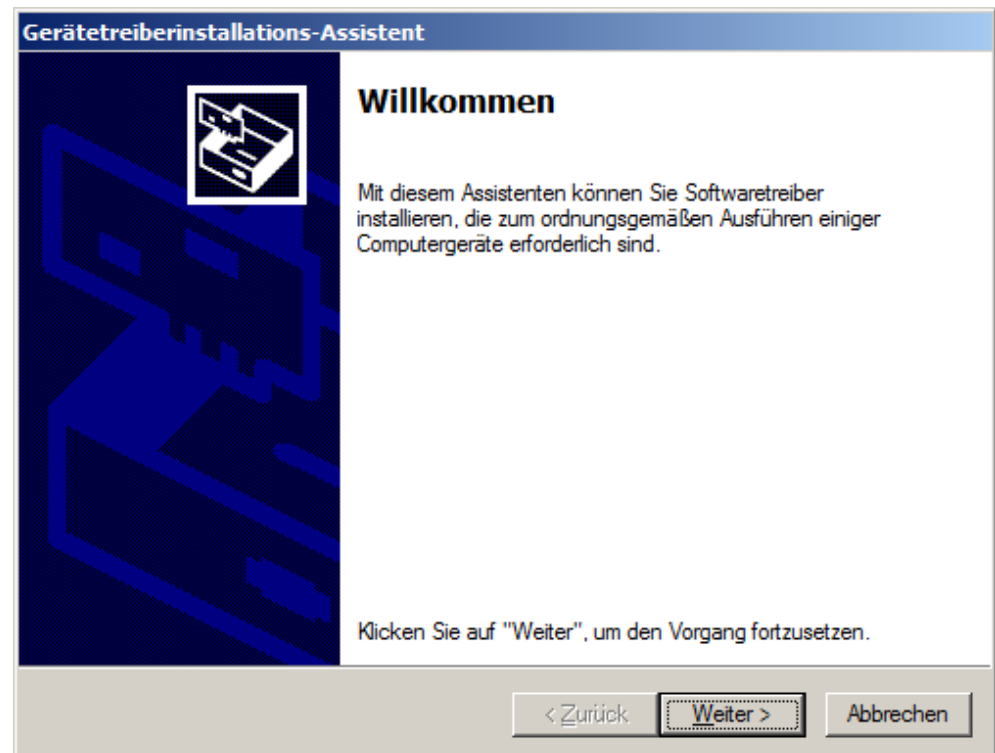 Gerätetreiberinstallations-Assistent
Willkommen
Mit diesem Assistenten können Sie Softwaretreiber
installieren, die zum ordnungsgemäßen Ausführen einiger
Computergeräte erforderlich sind.
Klicken Sie auf "Weiter", um den Vorgang fortzusetzen.
< Zurück
Weiter >
Abbrechen